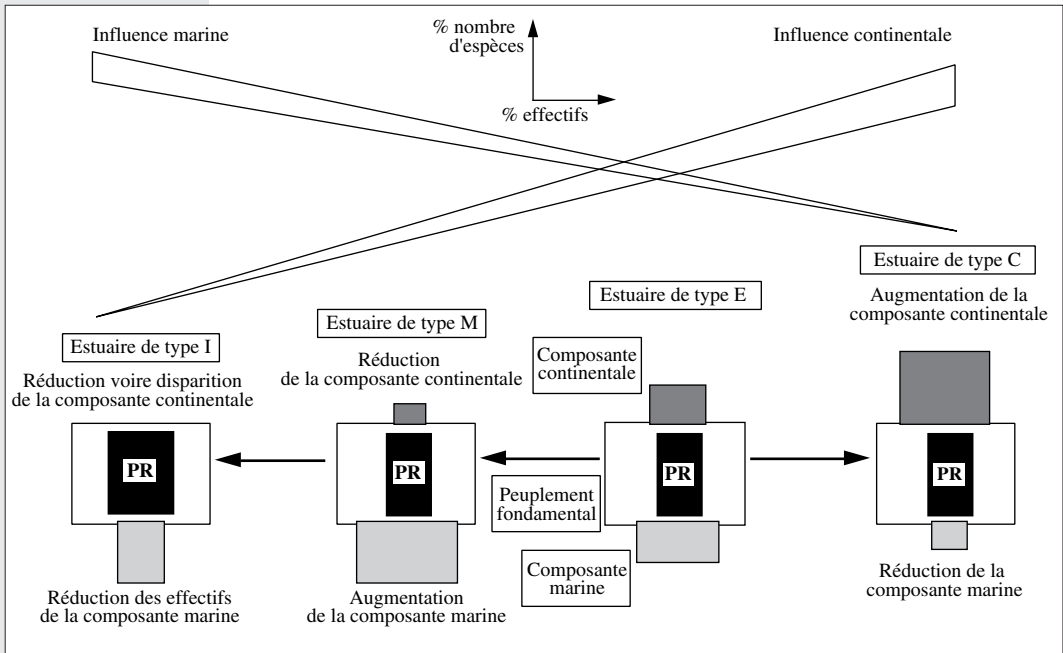 Influence marine
% nombre
d'espèces
% effectifs
Influence continentale
Estuaire de type I
Réduction voire disparition
de la composante continentale
PR
Réduction des effectifs
de la composante marine
Estuaire de type M
Réduction
de la composante continentale
PR
Augmentation
de la composante marine
Estuaire de type E
Composante
continentale
Peuplement
fondamental
Composante
marine
PR
Estuaire de type C
Augmentation de la
composante continentale
PR
Réduction de la
composante marine